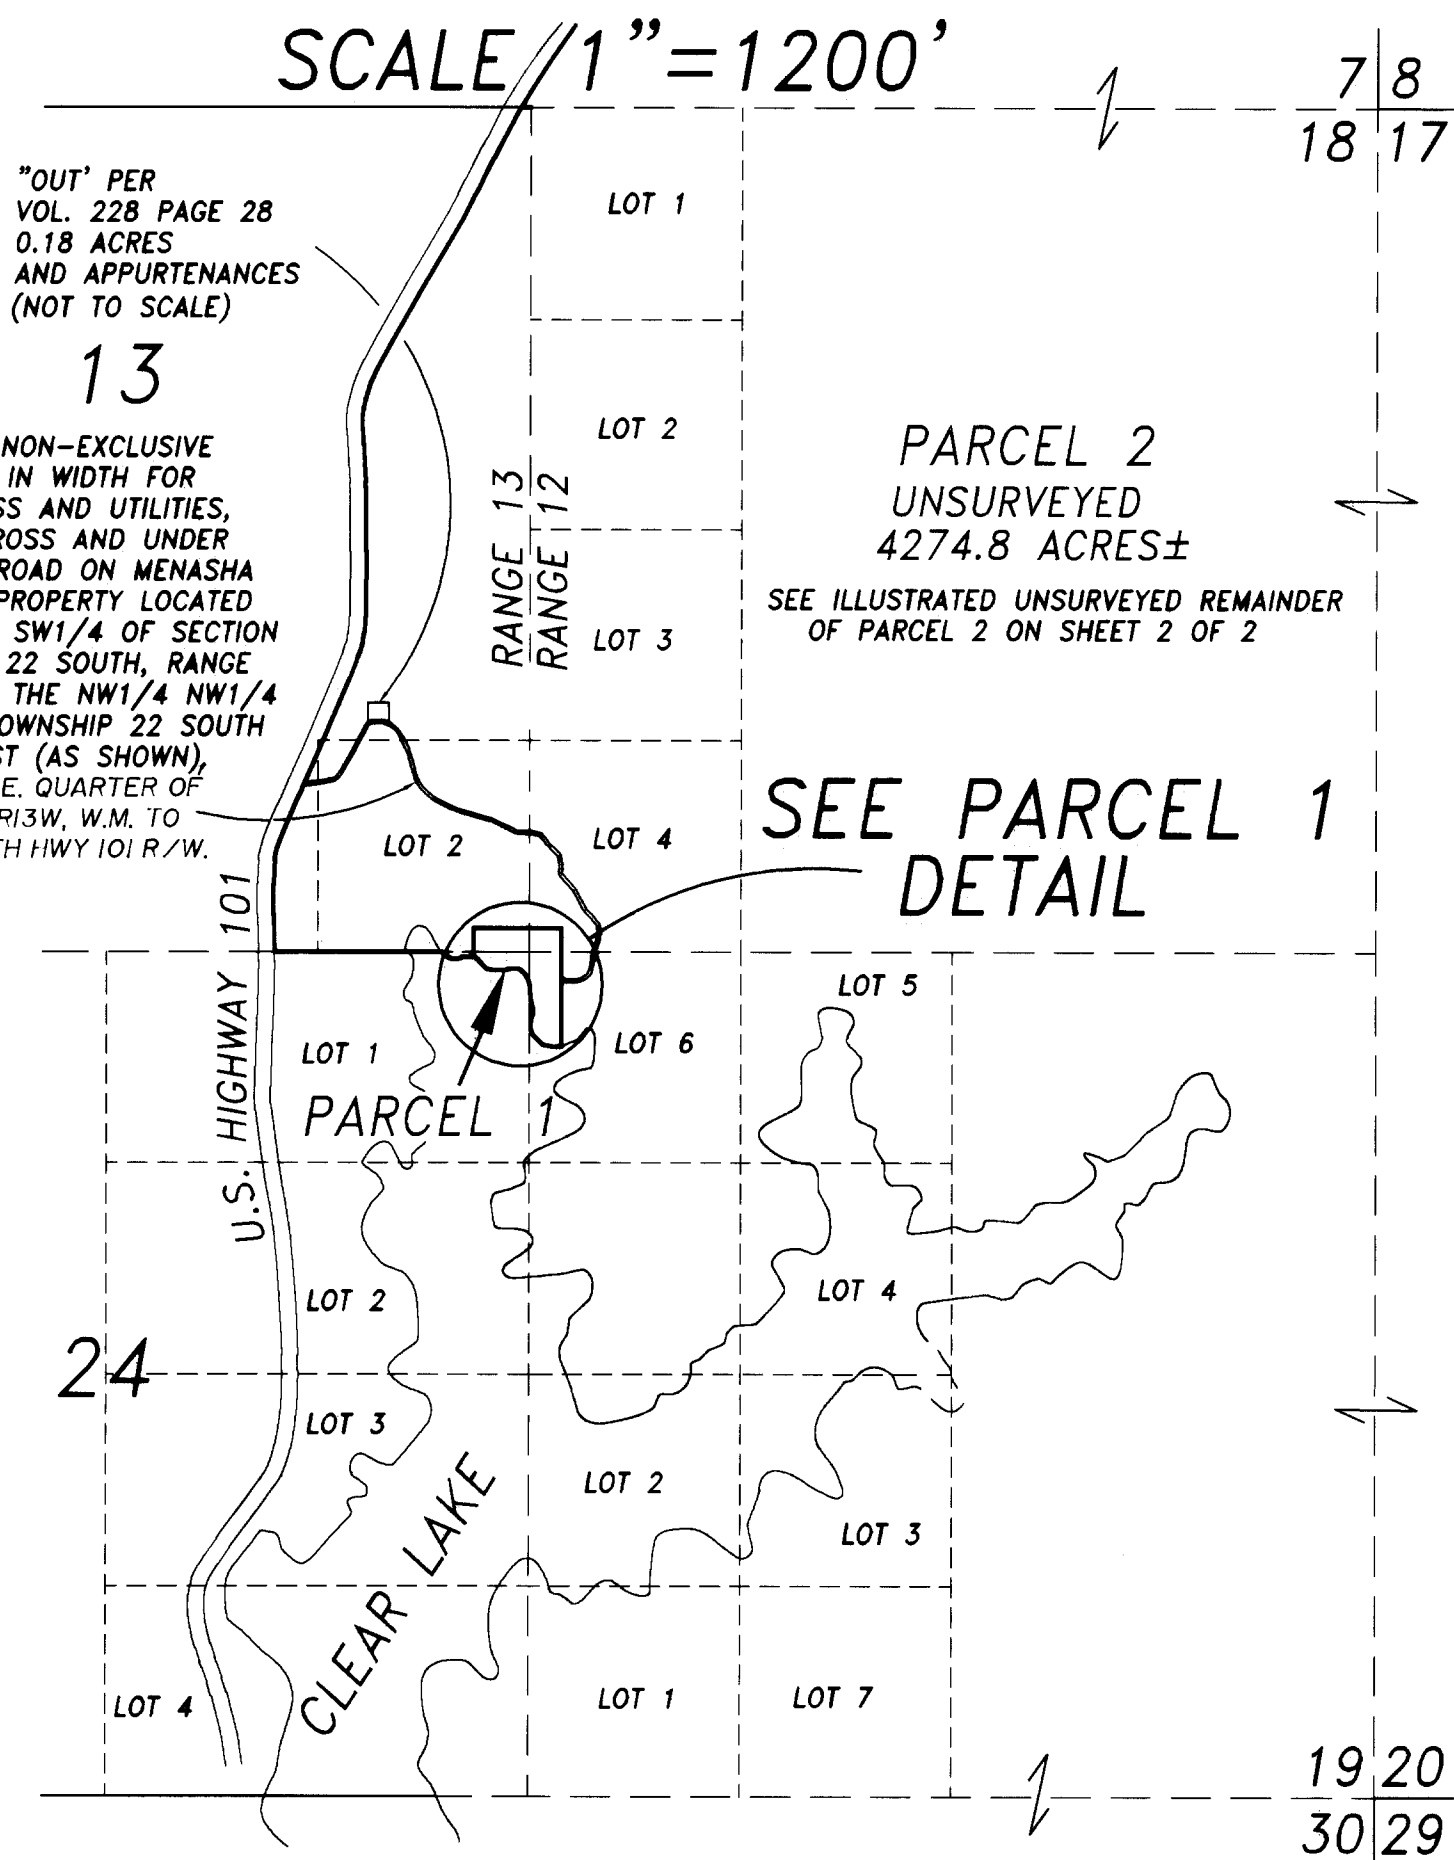 SCALE 1"=1200'
7 8
18 17
"OUT' PER
VOL. 228 PAGE 28
0.18 ACRES
AND APPURTENANCES
(NOT TO SCALE)
LOT 1
13
LOT 2
NON-EXCLUSIVE
IN WIDTH FOR
SS AND UTILITIES,
ROSS AND UNDER
ROAD ON MENASHA
PROPERTY LOCATED
SW1/4 OF SECTION
22 SOUTH, RANGE
THE NW1/4 NW1/4
OWNSHIP 22 SOUTH
ST (AS SHOWN),
E. QUARTER OF
R13W, W.M. TO
TH HWY 101 R/W.
RANGE 13
RANGE 12
PARCEL 2
UNSURVEYED
4274.8 ACRES±
SEE ILLUSTRATED UNSURVEYED REMAINDER
OF PARCEL 2 ON SHEET 2 OF 2
LOT 3
LOT 2
LOT 4
SEE PARCEL 1
DETAIL
U.S. HIGHWAY 101
LOT 5
LOT 1
LOT 6
PARCEL 1
LOT 2
LOT 4
24
LOT 3
LOT 2
LOT 3
CLEAR LAKE
LOT 4
LOT 1
LOT 7
19 20
30 29